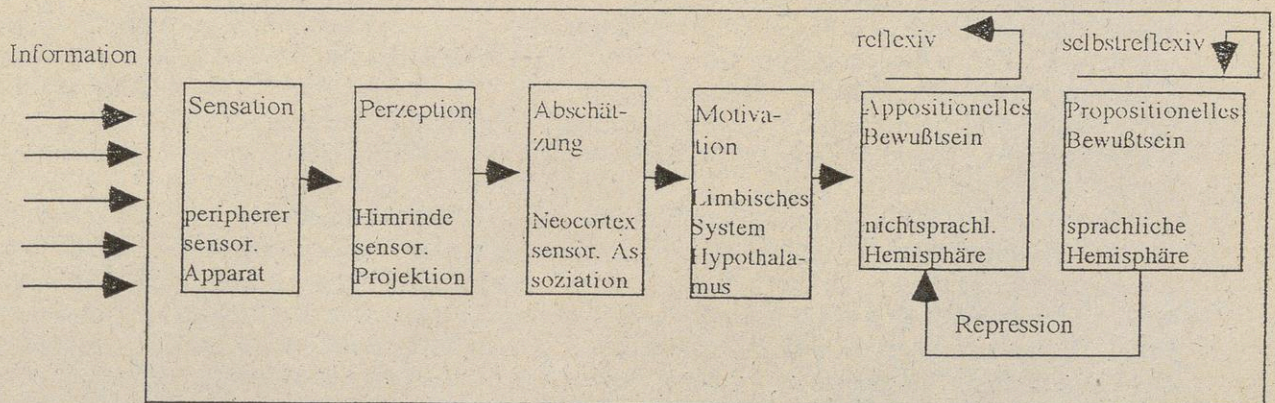 Information
reflexiv
selbstreflexiv
Sensation
peripherer
sensor.
Apparat
Perzeption
Hirnrinde
sensor.
Projektion
Abschät-
zung
Neocortex
sensor. As
soziation
Motiva-
tion
Limbisches
System
Hypothala-
mus
Appositionelles
Bewußtsein
nichtsprachl.
Hemisphäre
Propositionelles
Bewußtsein
sprachliche
Hemisphäre
Repression